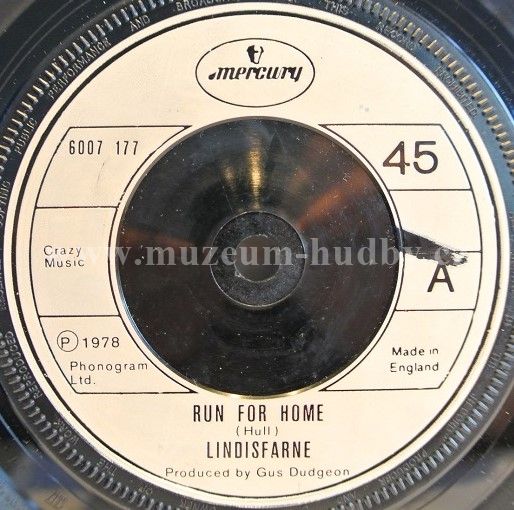 mercury
6007 177
45
Crazy
Music
www.muzeum-hudby.cz
A
Ⓟ 1978
Phonogram
Ltd.
Made in
England
RUN FOR HOME
(Hull)
LINDISFARNE
Produced by Gus Dudgeon